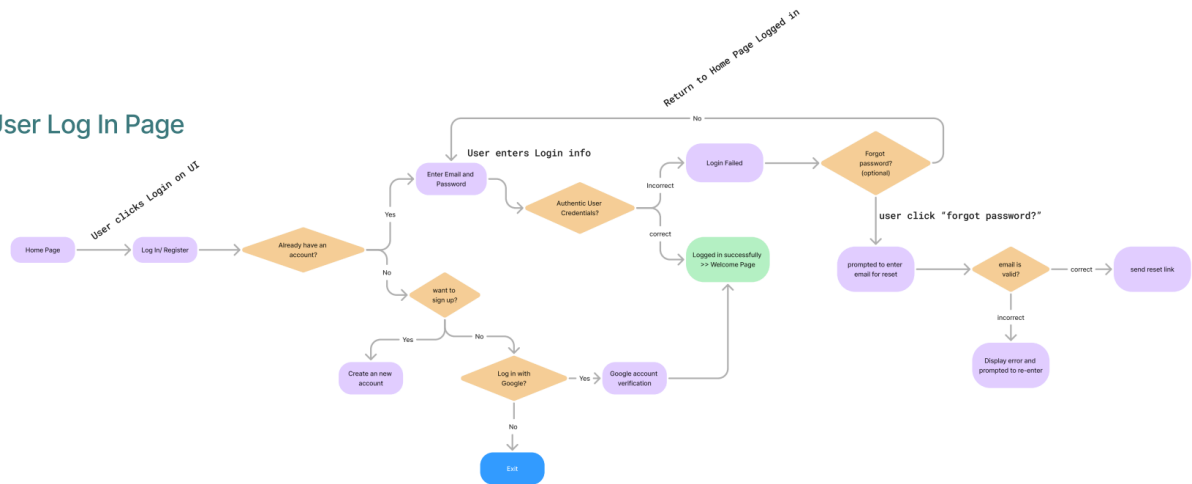 Return to Home Page Logged in
User Log In Page
User clicks Login on UI
No
User enters Login info
Enter Email and
Password
Login Failed
Forgot
password?
(optional)
Incorrect
Authentic User
Credentials?
correct
Yes
user click "forgot password?"
Home Page
Log In/ Register
Already have an
account?
Logged in successfully
>> Welcome Page
prompted to enter
email for reset
email is
valid?
correct
send reset link
No
want to
sign up?
incorrect
Yes
No
Display error and
prompted to re-enter
Create an new
account
Log in with
Google?
Yes
Google account
verification
No
Exit